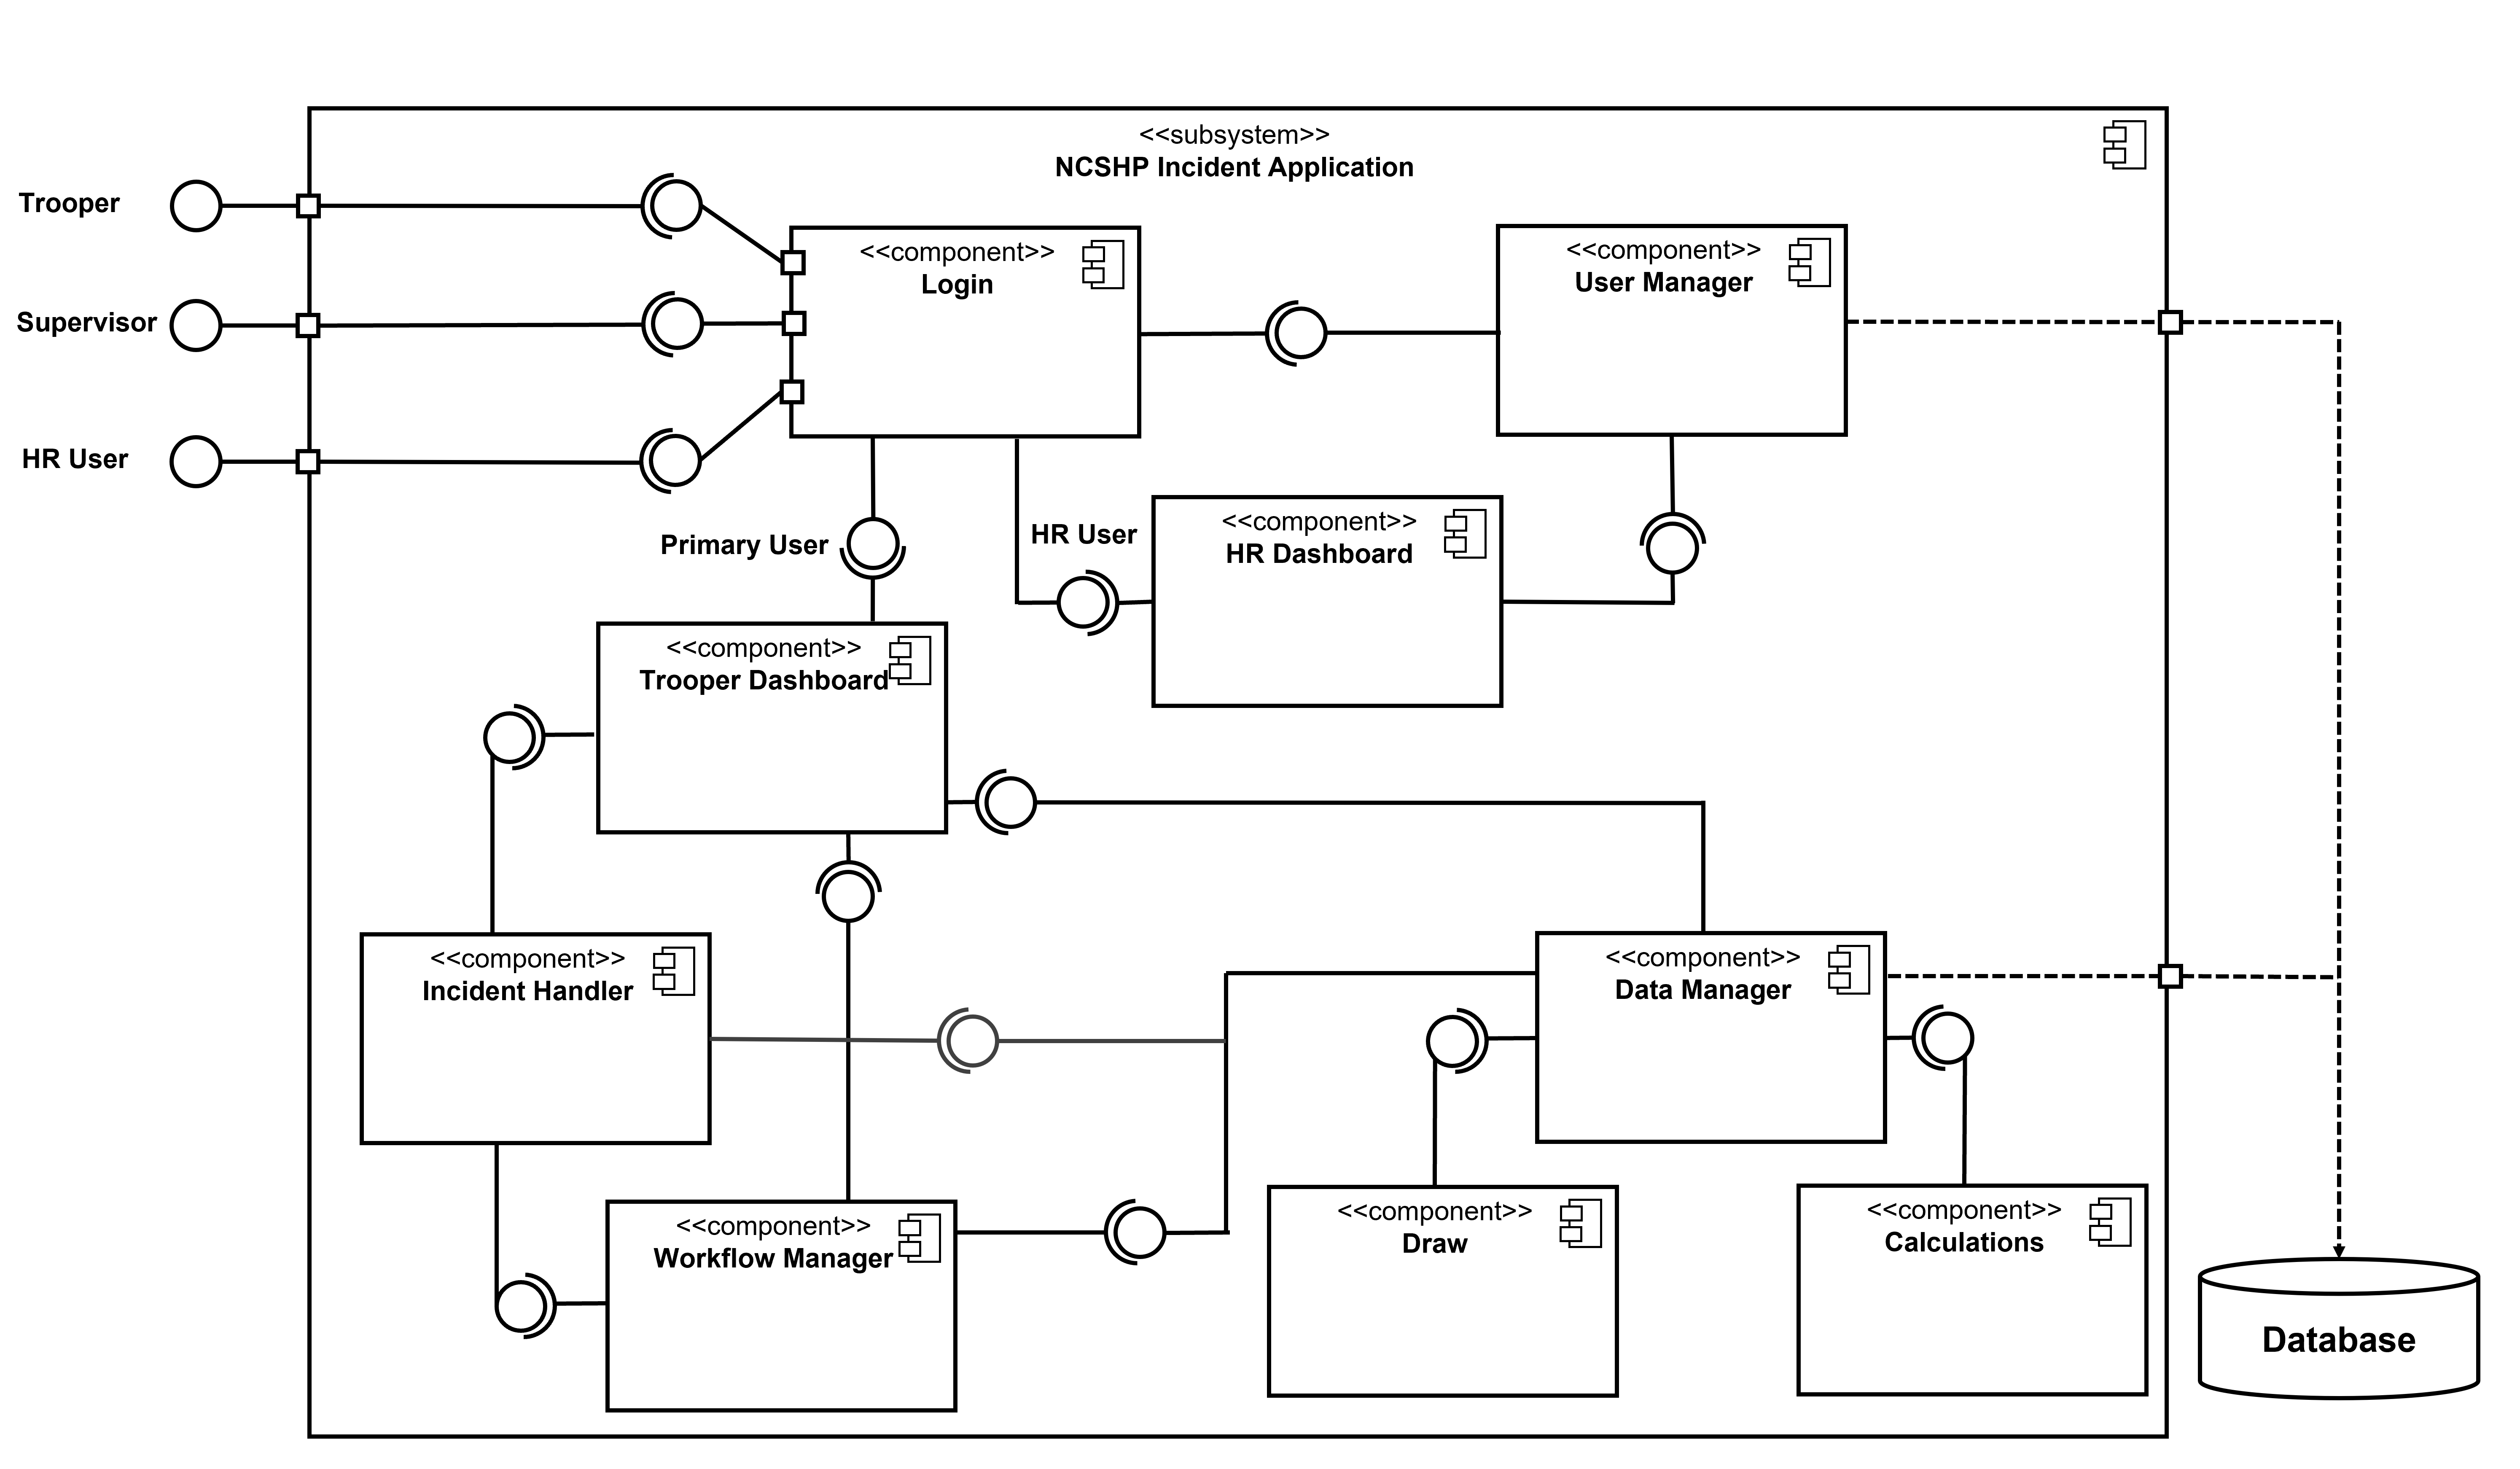 <<subsystem>>
NCSHP Incident Application
Trooper
Supervisor
HR User
<<component>>
Login
<<component>>
User Manager
Primary User
HR User
<<component>>
HR Dashboard
<<component>>
Trooper Dashboard
<<component>>
Incident Handler
<<component>>
Data Manager
<<component>>
Workflow Manager
<<component>>
Draw
<<component>>
Calculations
Database